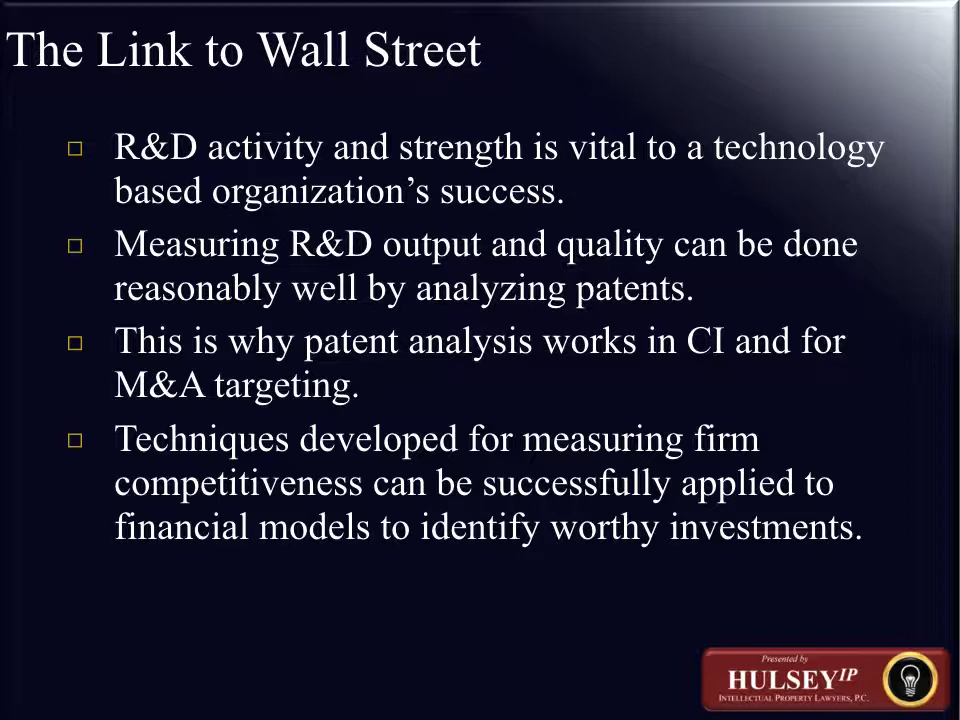 The Link to Wall Street
R&D activity and strength is vital to a technology
based organization’s success.
Measuring R&D output and quality can be done
reasonably well by analyzing patents.
This is why patent analysis works in CI and for
M&A targeting.
Techniques developed for measuring firm
competitiveness can be successfully applied to
financial models to identify worthy investments.
Presented by
HULSEY IP
INTELLECTUAL PROPERTY LAWYERS, P.C.